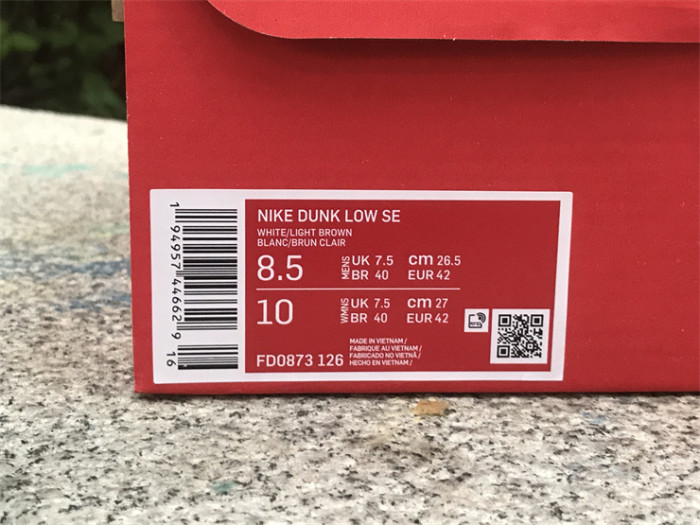 NIKE DUNK LOW SE
WHITE/LIGHT BROWN
BLANC/BRUN CLAIR
8.5 MENS UK 7.5 cm 26.5
BR 40 EUR 42
10 WMNS UK 7.5 cm 27
BR 40 EUR 42
FD0873 126
MADE IN VIETNAM /
FABRIQUE AU VIETNAM /
FABRICADO NO VIETNÃ /
HECHO EN VIETNAM /
1 94957 44662 9 16